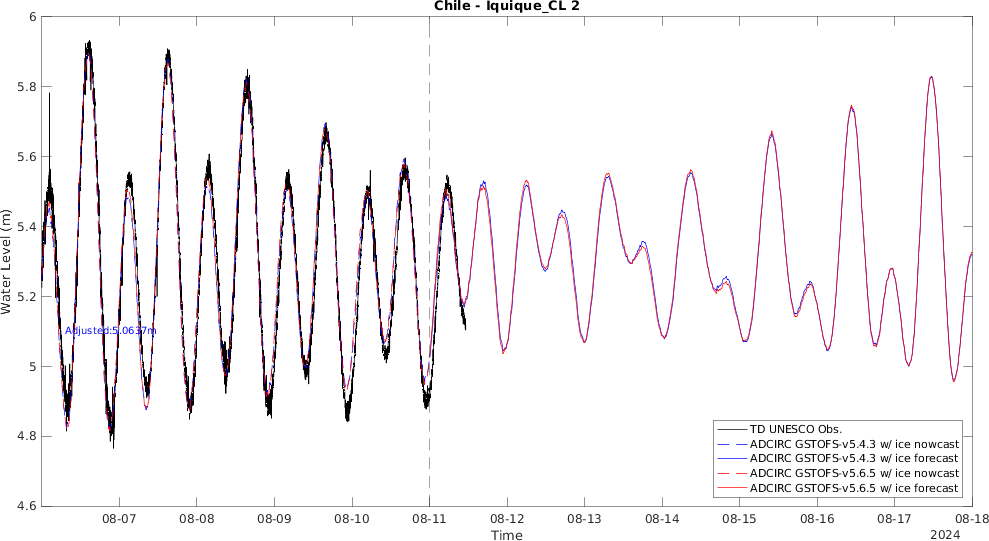 Chile - Iquique_CL 2
Water Level (m)
6
5.8
5.6
5.4
5.2
5
4.8
4.6
Adjusted:5.0637m
TD UNESCO Obs.
ADCIRC GSTOFS-v5.4.3 w/ ice nowcast
ADCIRC GSTOFS-v5.4.3 w/ ice forecast
ADCIRC GSTOFS-v5.6.5 w/ ice nowcast
ADCIRC GSTOFS-v5.6.5 w/ ice forecast
08-07 08-08 08-09 08-10 08-11 08-12 08-13 08-14 08-15 08-16 08-17 08-18
Time
2024